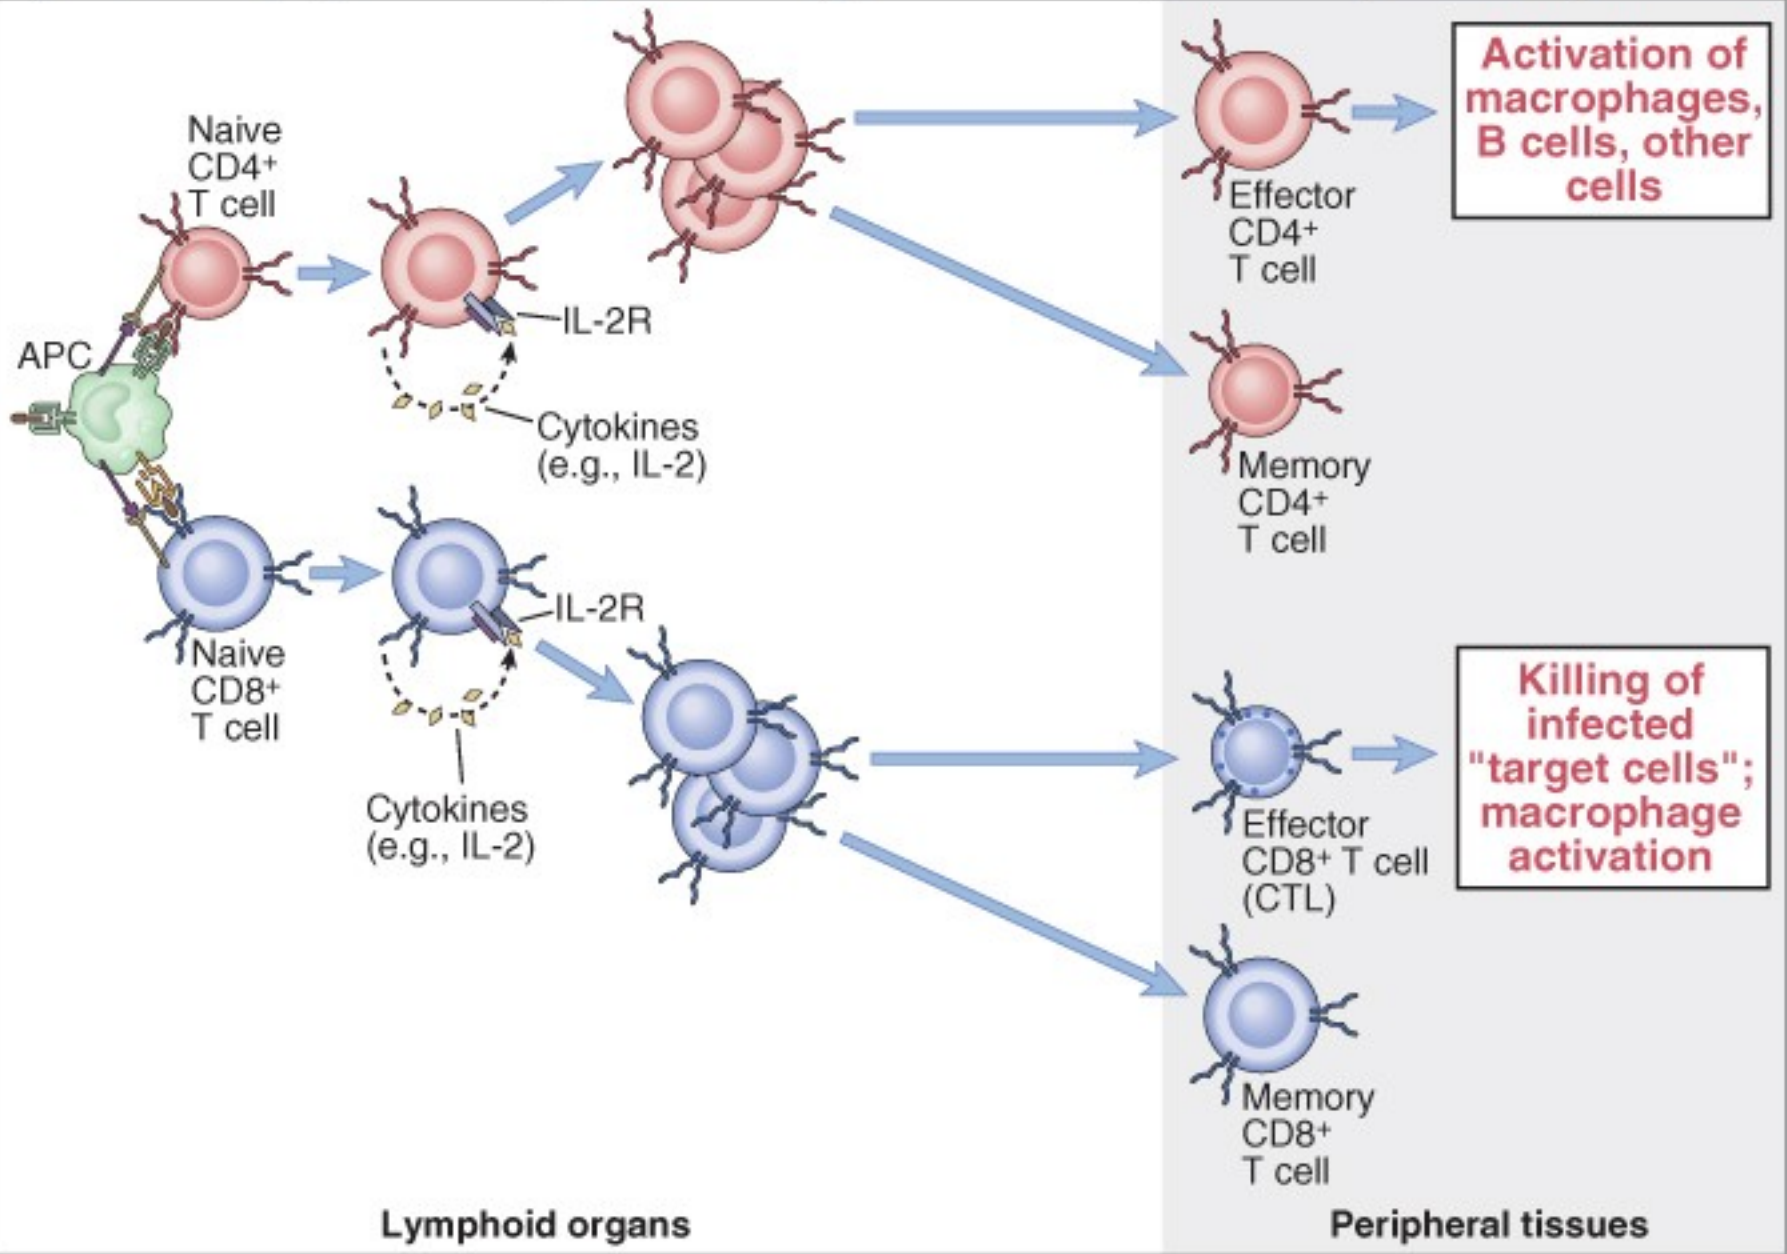 Naive
CD4+
T cell
APC
IL-2R
Cytokines
(e.g., IL-2)
Effector
CD4+
T cell
Activation of
macrophages,
B cells, other
cells
Memory
CD4+
T cell
Naive
CD8+
T cell
IL-2R
Cytokines
(e.g., IL-2)
Effector
CD8+ T cell
(CTL)
Killing of
infected
"target cells";
macrophage
activation
Memory
CD8+
T cell
Lymphoid organs
Peripheral tissues